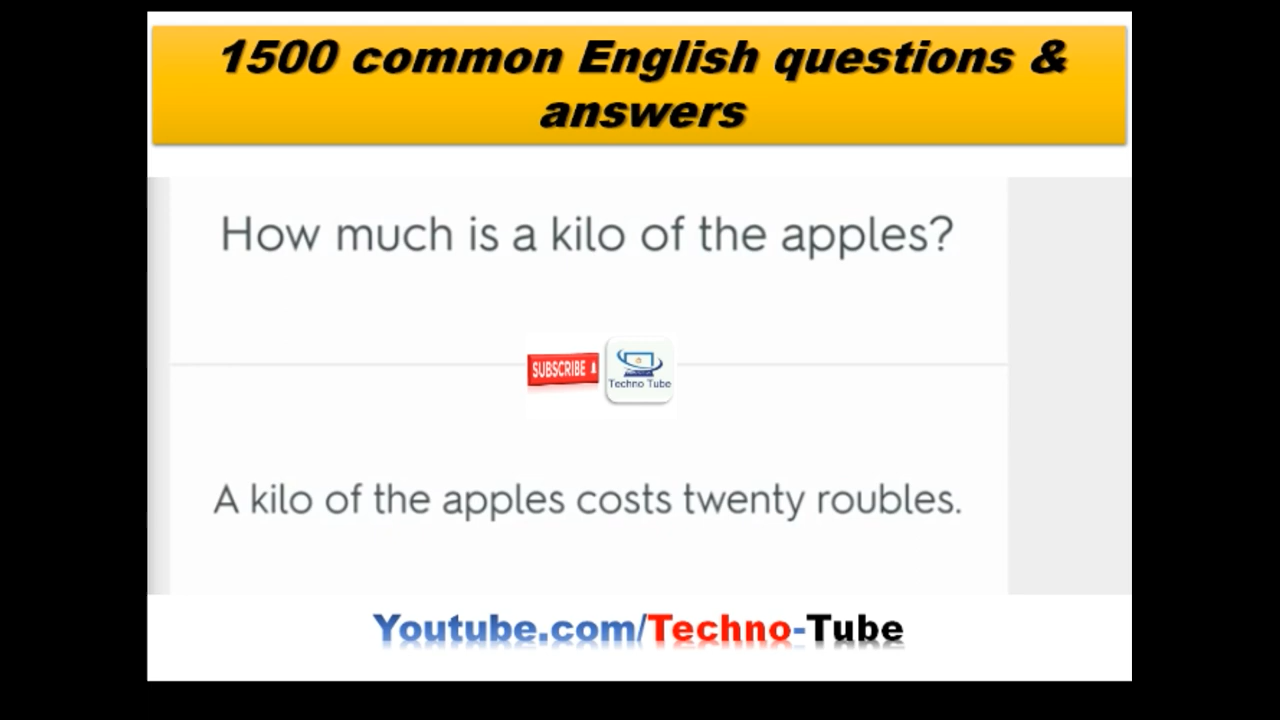 1500 common English questions &
answers
How much is a kilo of the apples?
SUBSCRIBE
Techno Tube
A kilo of the apples costs twenty roubles.
Youtube.com/Techno-Tube